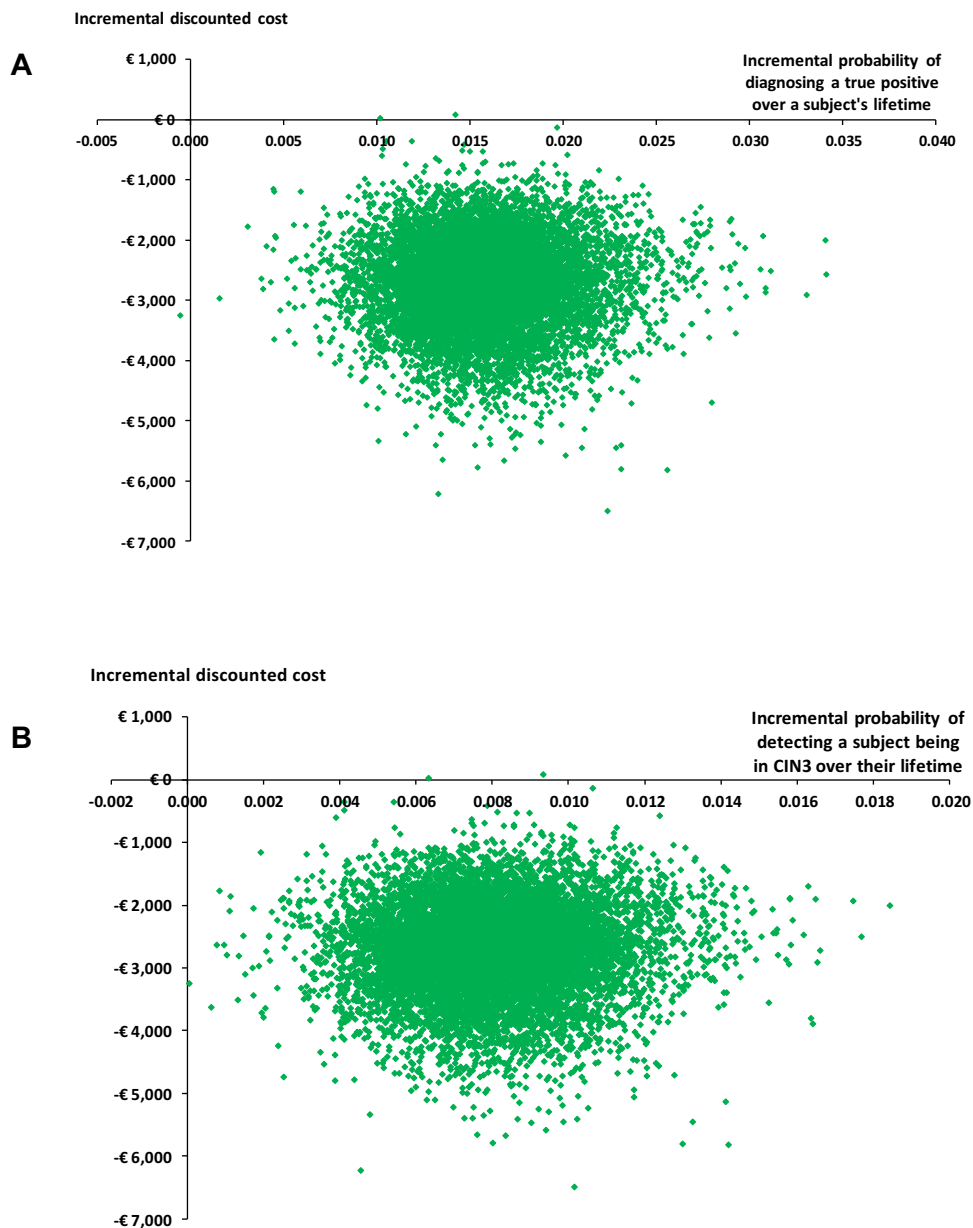 Incremental discounted cost
A
€ 1,000
Incremental probability of
diagnosing a true positive
over a subject's lifetime
€ 0
-0.005 0.000 0.005 0.010 0.015 0.020 0.025 0.030 0.035 0.040
-€ 1,000
-€ 2,000
-€ 3,000
-€ 4,000
-€ 5,000
-€ 6,000
-€ 7,000
Incremental discounted cost
B
€ 1,000
Incremental probability of
detecting a subject being
in CIN3 over their lifetime
€ 0
-0.002 0.000 0.002 0.004 0.006 0.008 0.010 0.012 0.014 0.016 0.018 0.020
-€ 1,000
-€ 2,000
-€ 3,000
-€ 4,000
-€ 5,000
-€ 6,000
-€ 7,000